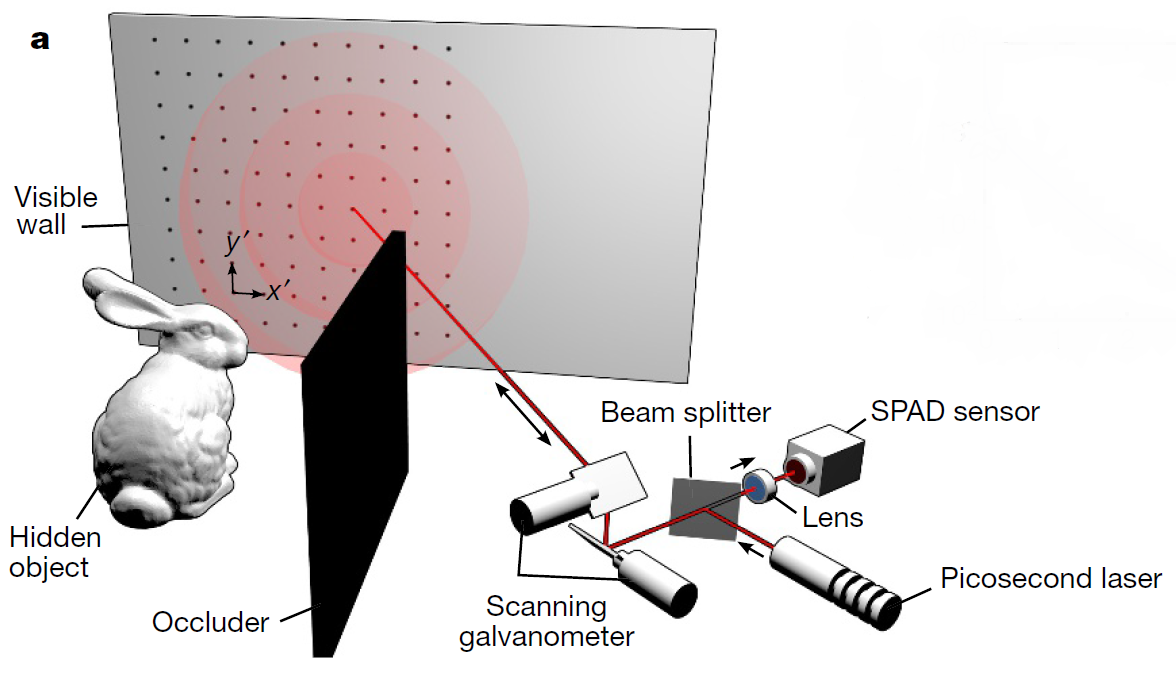 a
Visible
wall
y′
x′
Beam splitter
SPAD sensor
Lens
Hidden
object
Picosecond laser
Occluder
Scanning
galvanometer